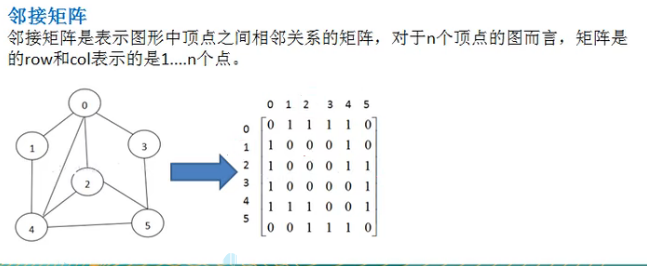 邻接矩阵
邻接矩阵是表示图形中顶点之间相邻关系的矩阵，对于n个顶点的图而言，矩阵是
的row和col表示的是1....n个点。
0
1
3
2
4
5
0 1 2 3 4 5
0 0 1 1 1 1 0
1 1 0 0 0 1 0
2 1 0 0 0 1 1
3 1 0 0 0 0 1
4 1 1 1 0 0 1
5 0 0 1 1 1 0